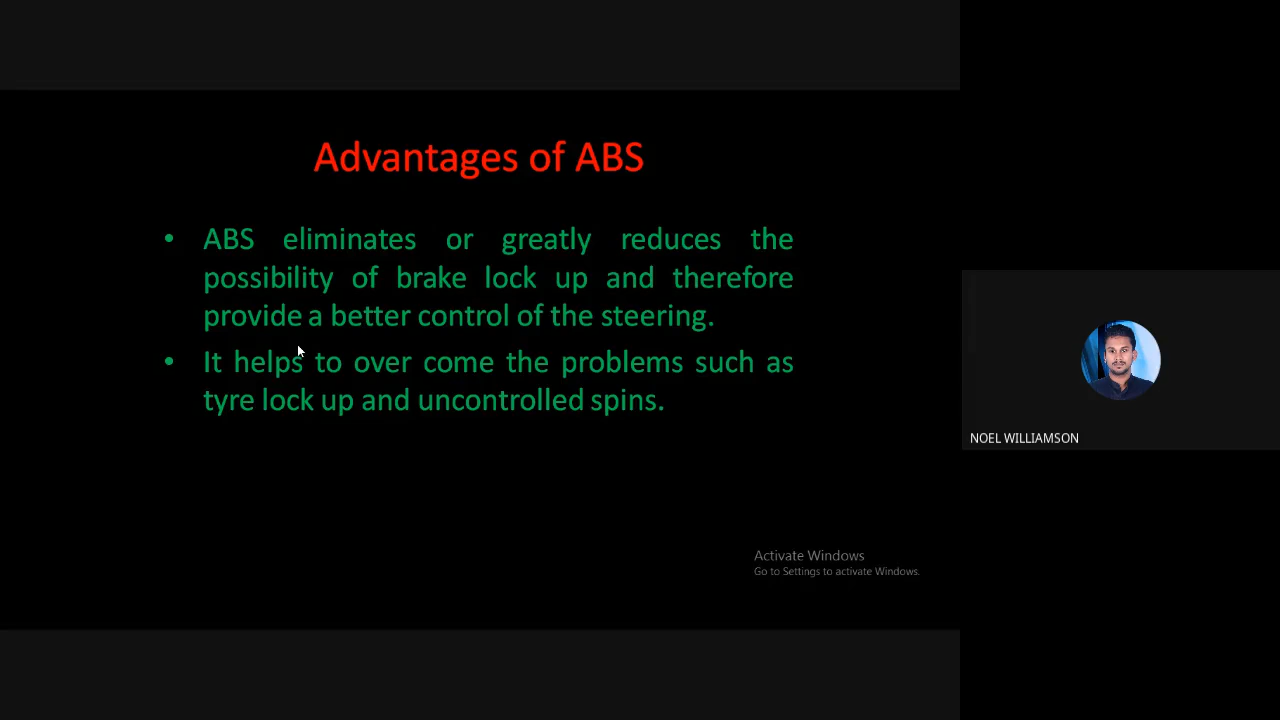 Advantages of ABS
• ABS eliminates or greatly reduces the
possibility of brake lock up and therefore
provide a better control of the steering.
• It helps to over come the problems such as
tyre lock up and uncontrolled spins.
NOEL WILLIAMSON
Activate Windows
Go to Settings to activate Windows.